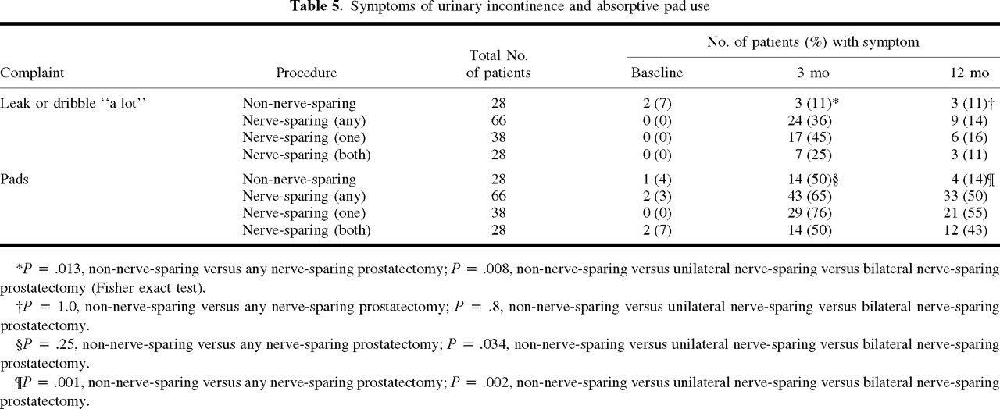 Table 5. Symptoms of urinary incontinence and absorptive pad use
No. of patients (%) with symptom
Complaint Procedure Total No. of patients Baseline 3 mo 12 mo
Leak or dribble ‘‘a lot’’ Non-nerve-sparing 28 2 (7) 3 (11)* 3 (11)†
Nerve-sparing (any) 66 0 (0) 24 (36) 9 (14)
Nerve-sparing (one) 38 0 (0) 17 (45) 6 (16)
Nerve-sparing (both) 28 0 (0) 7 (25) 3 (11)
Pads Non-nerve-sparing 28 1 (4) 14 (50)§ 4 (14)¶
Nerve-sparing (any) 66 2 (3) 43 (65) 33 (50)
Nerve-sparing (one) 38 0 (0) 29 (76) 21 (55)
Nerve-sparing (both) 28 2 (7) 14 (50) 12 (43)
*P = .013, non-nerve-sparing versus any nerve-sparing prostatectomy; P = .008, non-nerve-sparing versus unilateral nerve-sparing versus bilateral nerve-sparing
prostatectomy (Fisher exact test).
†P = 1.0, non-nerve-sparing versus any nerve-sparing prostatectomy; P = .8, non-nerve-sparing versus unilateral nerve-sparing versus bilateral nerve-sparing
prostatectomy.
§P = .25, non-nerve-sparing versus any nerve-sparing prostatectomy; P = .034, non-nerve-sparing versus unilateral nerve-sparing versus bilateral nerve-sparing
prostatectomy.
¶P = .001, non-nerve-sparing versus any nerve-sparing prostatectomy; P = .002, non-nerve-sparing versus unilateral nerve-sparing versus bilateral nerve-sparing
prostatectomy.